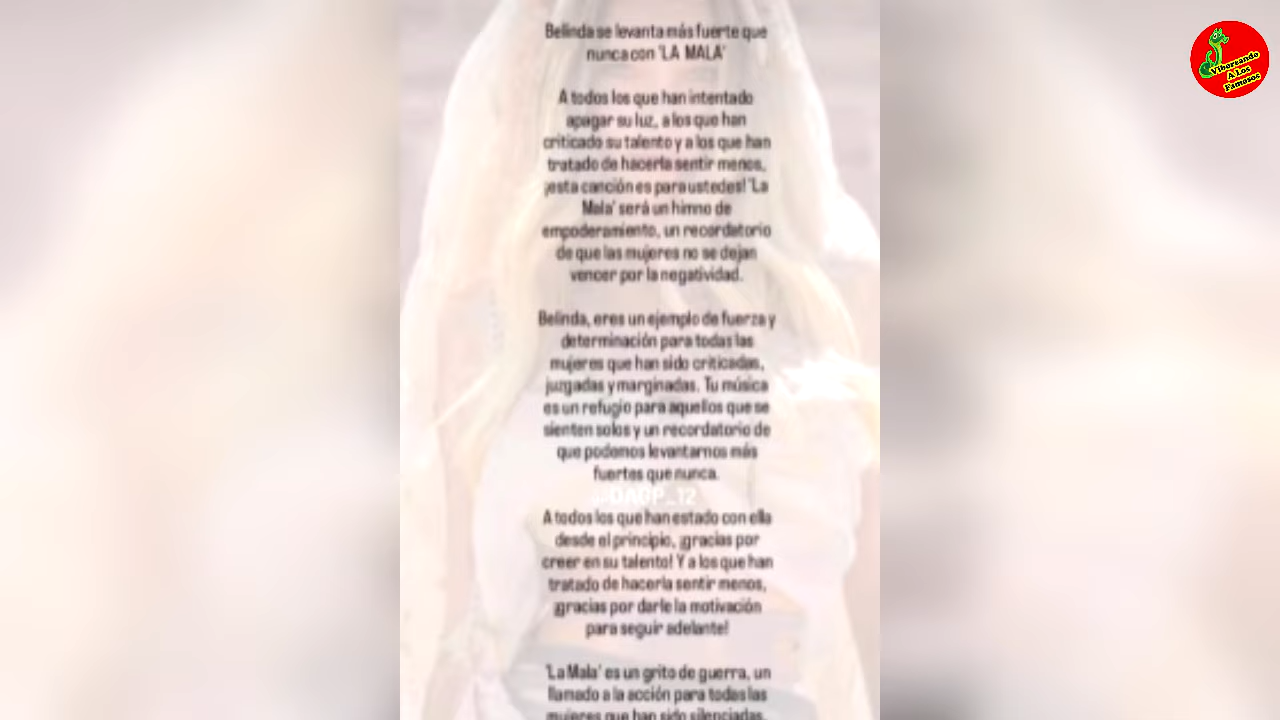 Belinda se levanta más fuerte que
nunca con 'LA MALA'
A todos los que han intentado
apagar su luz, a los que han
criticado su talento y a los que han
tratado de hacerla sentir menos,
¡esta canción es para ustedes! 'La
Mala' será un himno de
empoderamiento, un recordatorio
de que las mujeres no se dejan
vencer por la negatividad.
Belinda, eres un ejemplo de fuerza y
determinación para todas las
mujeres que han sido criticadas,
juzgadas y marginadas. Tu música
es un refugio para aquellos que se
sienten solos y un recordatorio de
que podemos levantarnos más
fuertes que nunca.
A todos los que han estado con ella
desde el principio, ¡gracias por
creer en su talento! Y a los que han
tratado de hacerla sentir menos,
¡gracias por darle la motivación
para seguir adelante!
'La Mala' es un grito de guerra, un
llamado a la acción para todas las
mujeres que han sido silenciadas,
Viboreando
A Los
Famosos